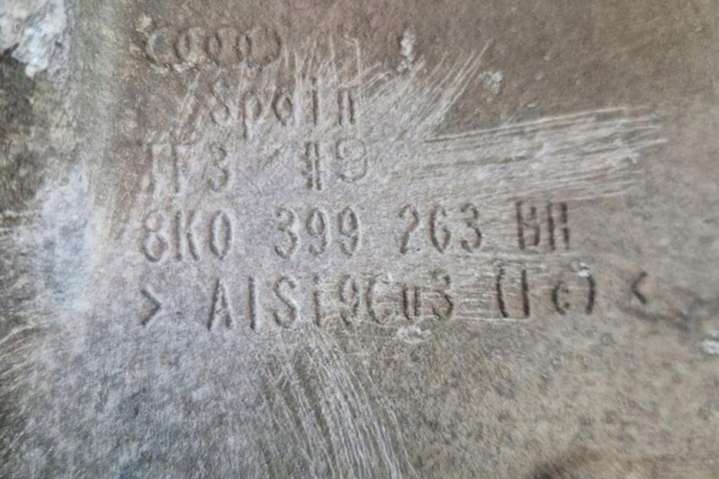 Spain
8K0 399 263 BH
> AlSi9Cu3 (Fe) <